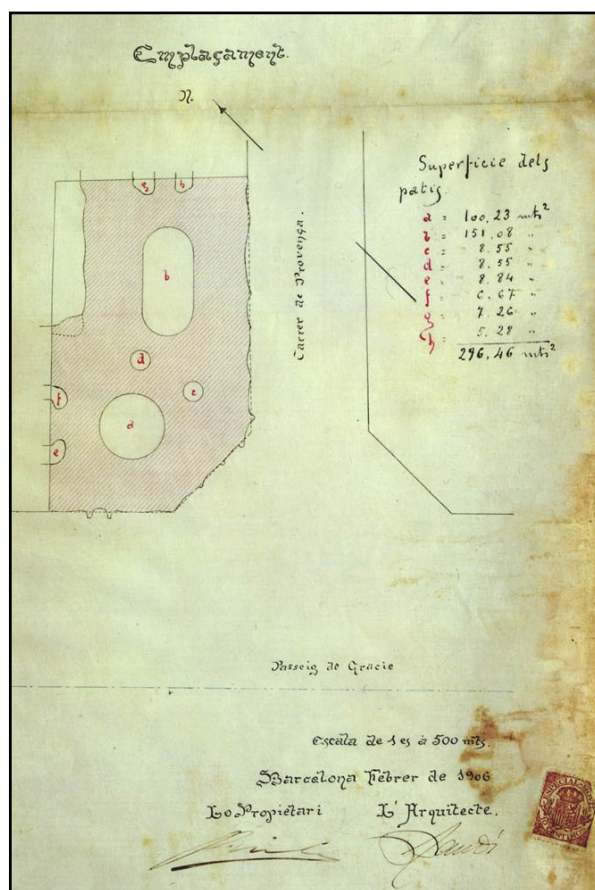 Emplaçament.
N.
Superficie dels
patis.
a = 100.23 mts²
b = 151.08 "
c = 8.55 "
d = 8.55 "
e = 8.84 "
f = 6.67 "
g = 7.26 "
h = 5.28 "
296.46 mts²
g h
b
Carrer de Provença.
d
c
f
a
e
Passeig de Gracie
Escala de 1 es à 500 mts.
Barcelona Febrer de 1906
Lo Propietari L' Arquitecte.
Gaudí